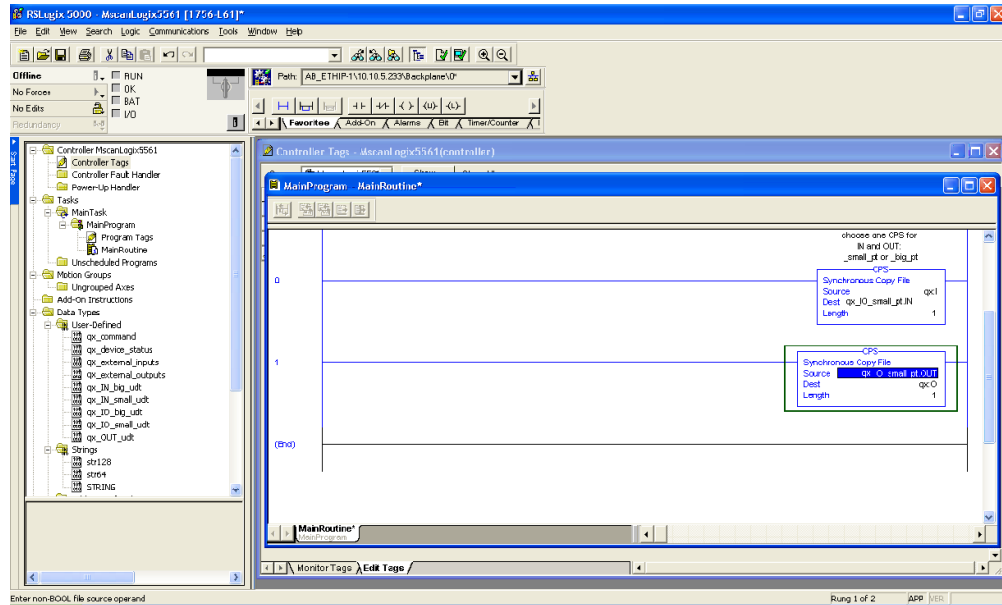 RSLogix 5000 - MscanLogix5561 [1756-L61]*
File Edit View Search Logic Communications Tools Window Help
Offline
RUN
No Forces
OK
BAT
No Edits
I/O
Redundancy
Path: AB_ETHIP-1\10.10.5.233\Backplane\0*
Favorites Add-On Alarms Bit Timer/Counter
Start Page
Controller MscanLogix5561
Controller Tags
Controller Fault Handler
Power-Up Handler
Tasks
MainTask
MainProgram
Program Tags
MainRoutine
Unscheduled Programs
Motion Groups
Ungrouped Axes
Add-On Instructions
Data Types
User-Defined
qx_command
qx_device_status
qx_external_inputs
qx_external_outputs
qx_IN_big_udt
qx_IN_small_udt
qx_IO_big_udt
qx_IO_small_udt
qx_OUT_udt
Strings
str128
str64
STRING
Controller Tags - MscanLogix5561(controller)
MainProgram - MainRoutine*
choose one CPS for
IN and OUT:
_small_pt or _big_pt
0
CPS
Synchronous Copy File
Source qx:I
Dest qx_IO_small_pt.IN
Length 1
1
CPS
Synchronous Copy File
Source qx_IO_small_pt.OUT
Dest qx:O
Length 1
(End)
MainRoutine*
MainProgram
Monitor Tags Edit Tags
Enter non-BOOL file source operand
Rung 1 of 2 APP VER